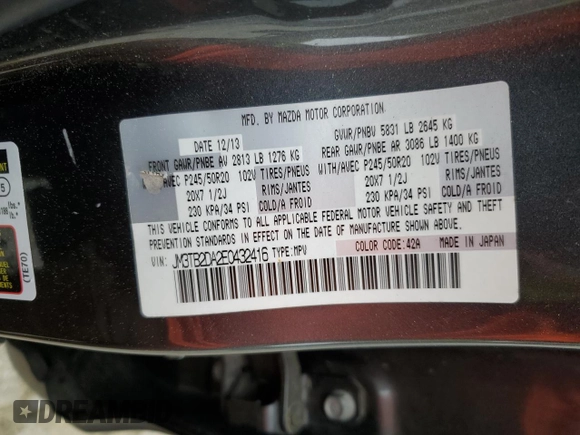 MFD. BY MAZDA MOTOR CORPORATION
DATE 12/13
GVWR/PNBV 5831 LB 2645 KG
FRONT GAWR/PNBE AV 2813 LB 1276 KG
REAR GAWR/PNBE AR 3086 LB 1400 KG
AVEC P245/50R20 102V TIRES/PNEUS
WITH/AVEC P245/50R20 102V TIRES/PNEUS
20X7 1/2J RIMS/JANTES
20X7 1/2J RIMS/JANTES
230 KPA/34 PSI COLD/A FROID
230 KPA/34 PSI COLD/A FROID
THIS VEHICLE CONFORMS TO ALL APPLICABLE FEDERAL MOTOR VEHICLE SAFETY AND THEFT
PREVENTION STANDARDS IN EFFECT ON THE DATE OF MANUFACTURE SHOWN ABOVE.
VIN: JM3TB2DA2E0432416 TYPE:MPV
COLOR CODE:42A MADE IN JAPAN
(TE70)
DREAMBID